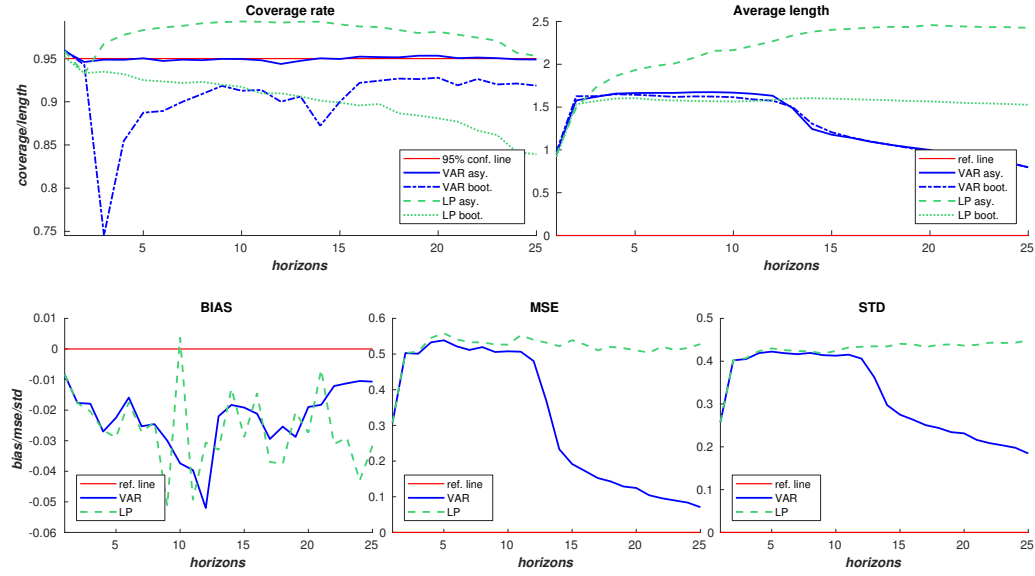 Coverage rate
coverage/length
0.95
0.9
0.85
0.8
0.75
5
10
15
20
25
horizons
95% conf. line
VAR asy.
VAR boot.
LP asy.
LP boot.
Average length
2.5
2
1.5
1
0.5
0
5
10
15
20
25
horizons
ref. line
VAR asy.
VAR boot.
LP asy.
LP boot.
BIAS
bias/mse/std
0.01
0
-0.01
-0.02
-0.03
-0.04
-0.05
-0.06
5
10
15
20
25
horizons
ref. line
VAR
LP
MSE
0.6
0.5
0.4
0.3
0.2
0.1
0
5
10
15
20
25
horizons
ref. line
VAR
LP
STD
0.5
0.4
0.3
0.2
0.1
0
5
10
15
20
25
horizons
ref. line
VAR
LP